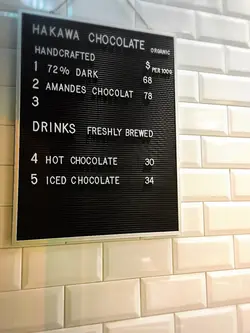 HAKAWA CHOCOLATE ORGANIC
HANDCRAFTED $ PER 100G
1 72% DARK 68
2 AMANDES CHOCOLAT 78
3
DRINKS FRESHLY BREWED
4 HOT CHOCOLATE 30
5 ICED CHOCOLATE 34